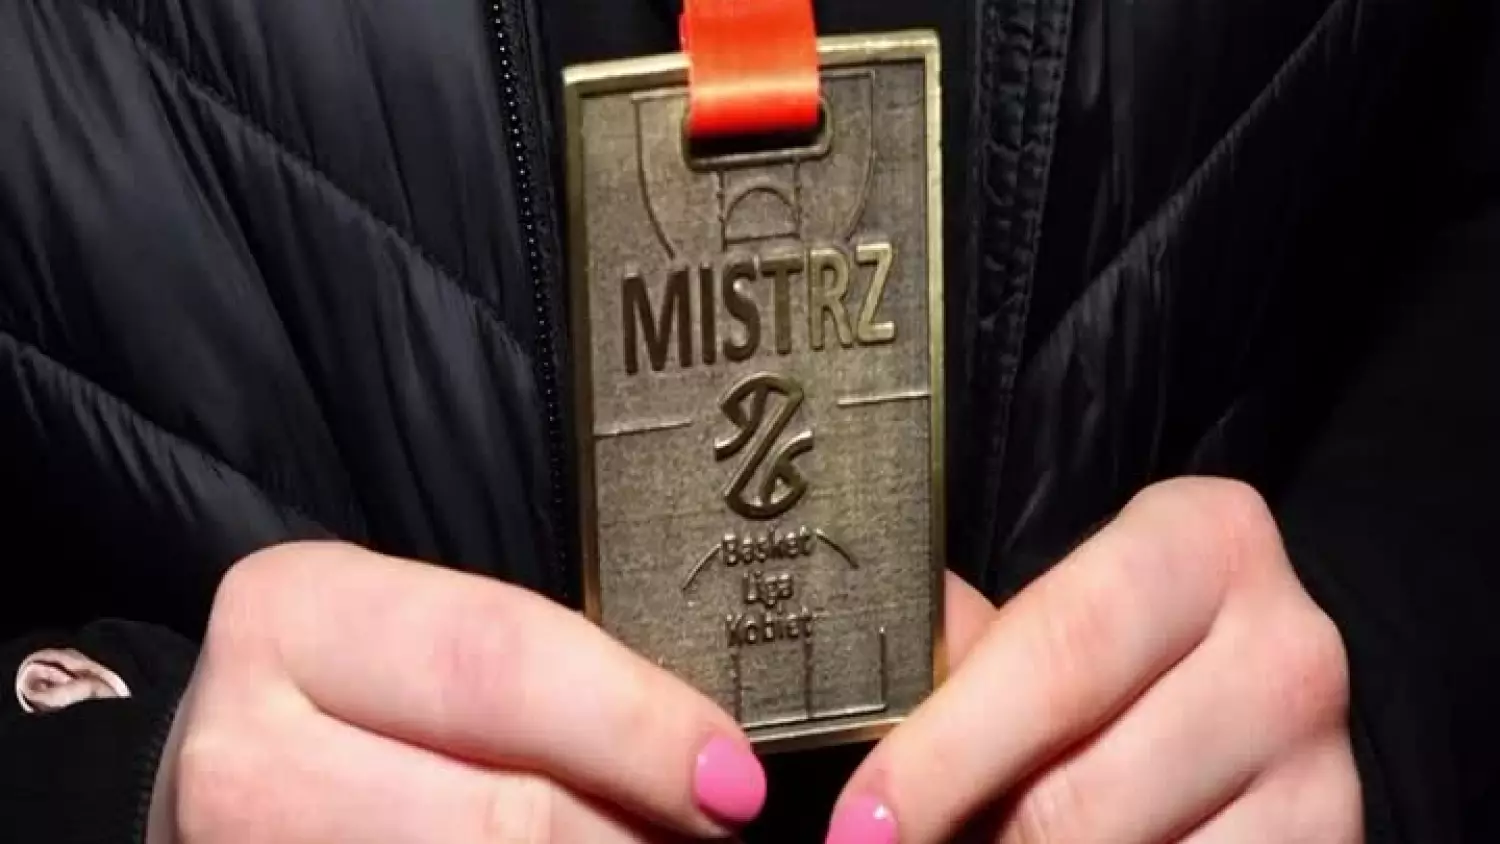 MISTRZ
Basket
Liga
Kobiet